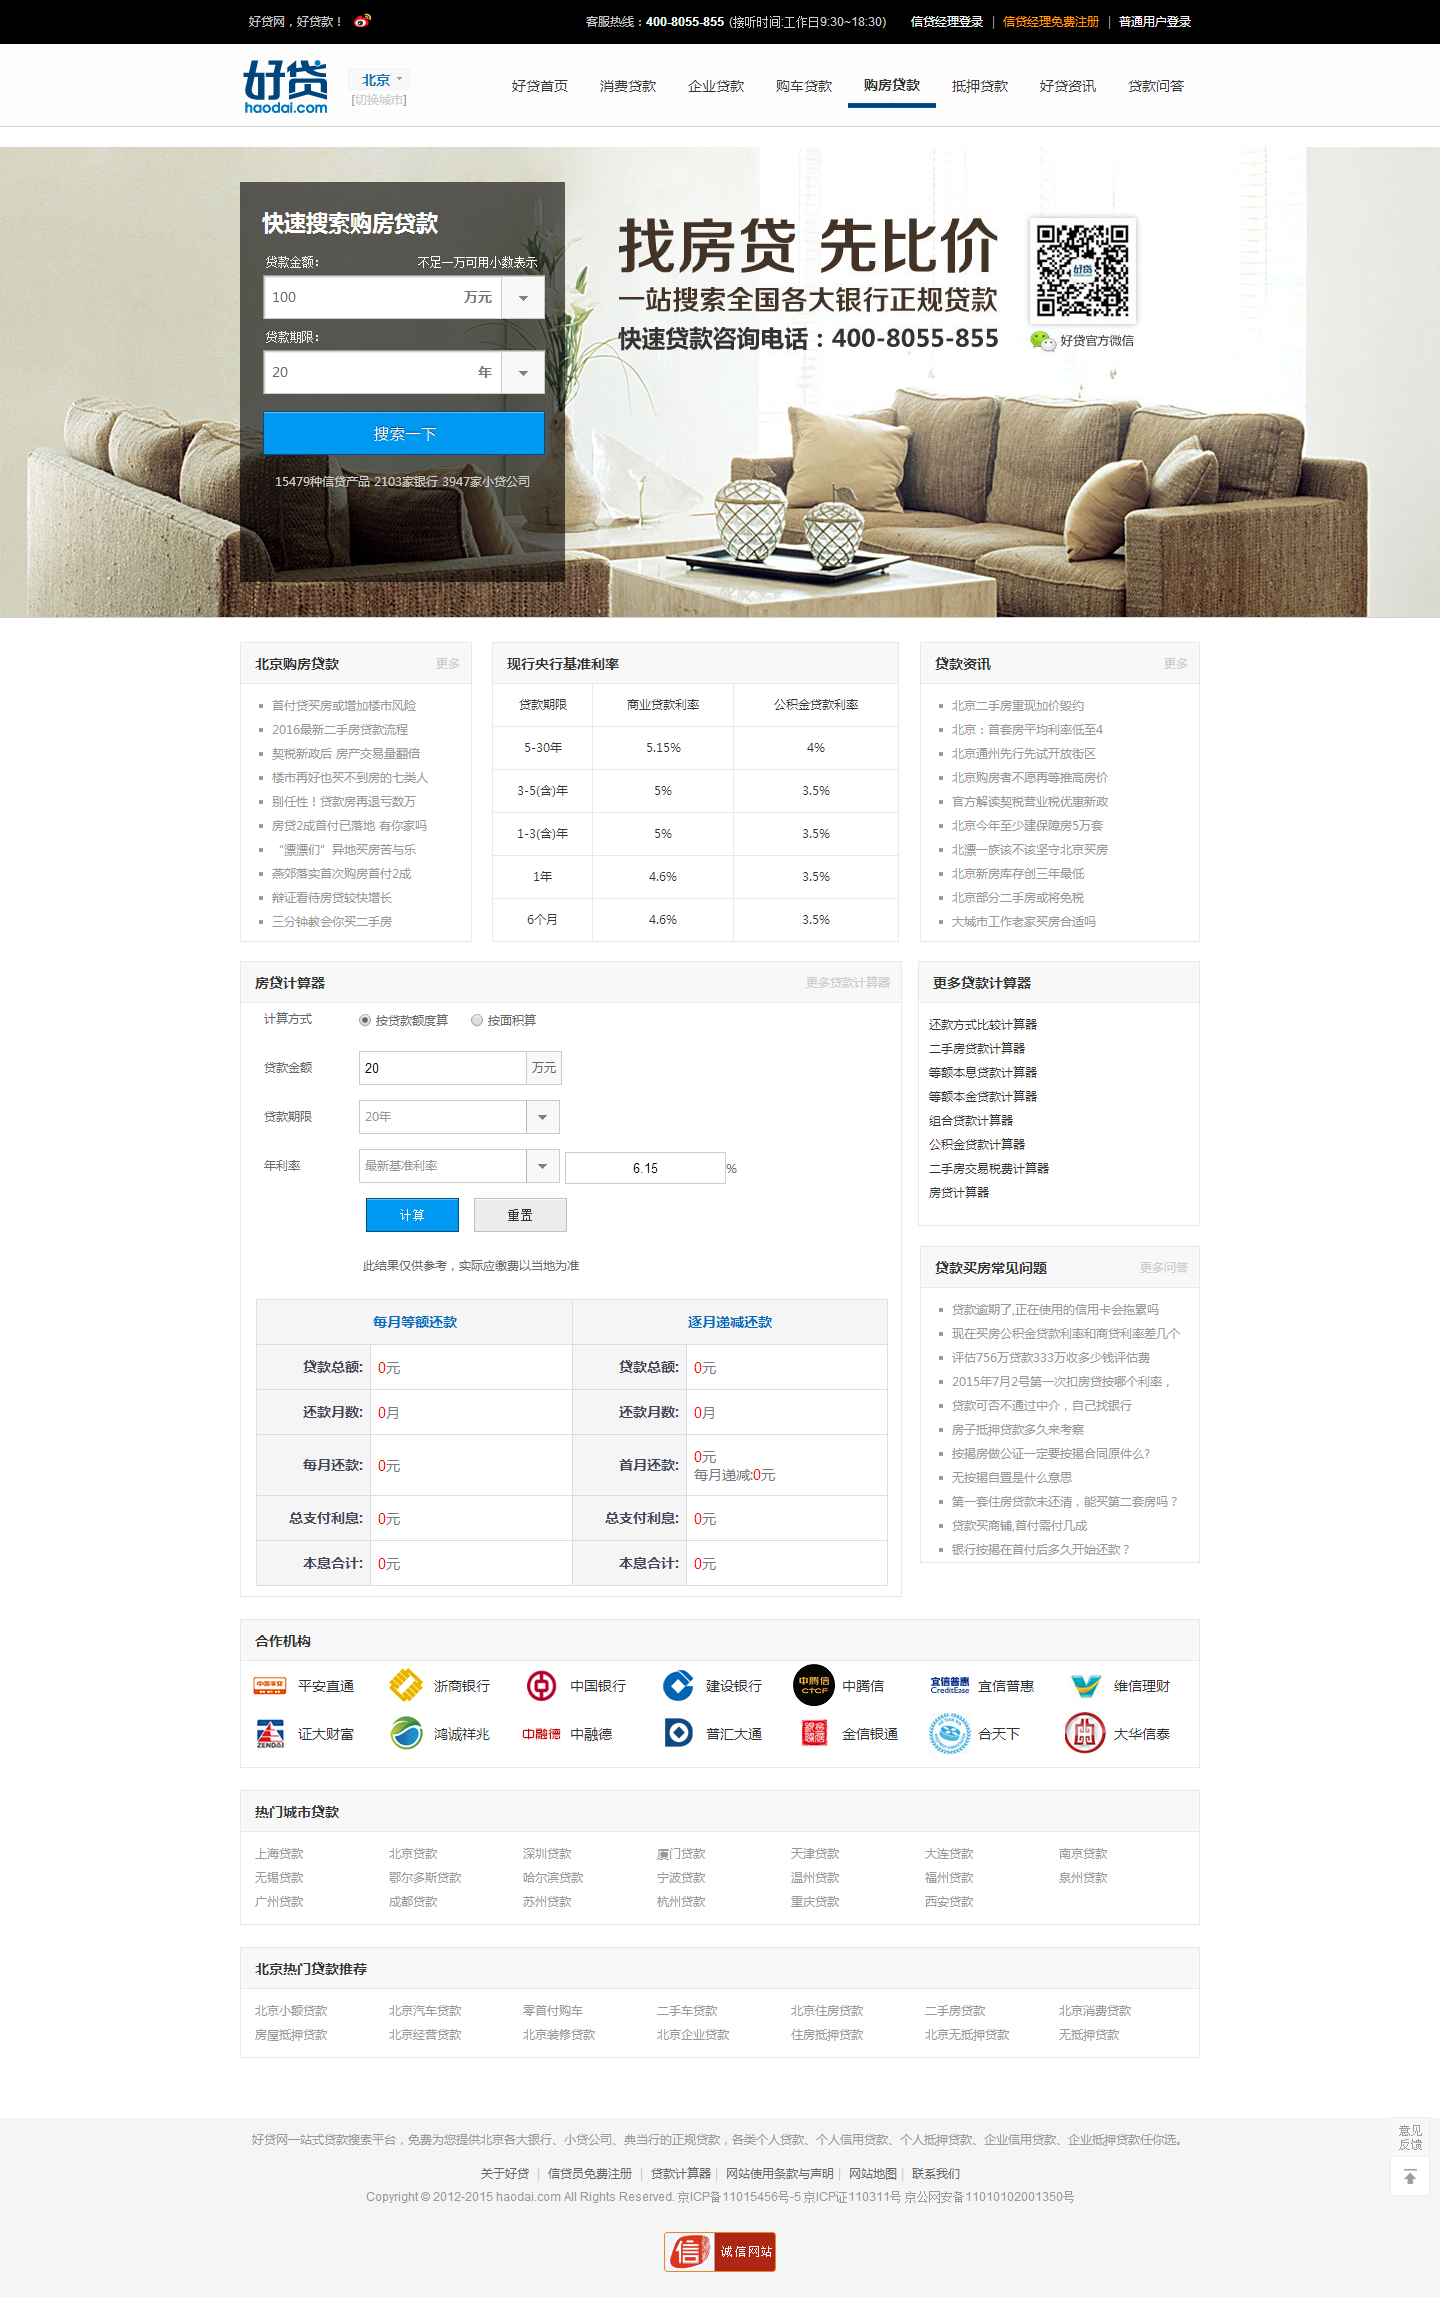 好贷网，好贷款！
客服热线：400-8055-855 (接听时间:工作日9:30~18:30)
信贷经理登录 | 信贷经理免费注册 | 普通用户登录
好贷
haodai.com
北京
[切换城市]
好贷首页 消费贷款 企业贷款 购车贷款 购房贷款 抵押贷款 好贷资讯 贷款问答
快速搜索购房贷款
贷款金额： 不足一万可用小数表示
100 万元
贷款期限：
20 年
搜索一下
15479种信贷产品 2103家银行 3947家小贷公司
找房贷 先比价
一站搜索全国各大银行正规贷款
快速贷款咨询电话：400-8055-855
好贷
好贷官方微信
北京购房贷款 更多
首付贷买房或增加楼市风险
2016最新二手房贷款流程
契税新政后 房产交易量翻倍
楼市再好也买不到房的七类人
别任性！贷款房再退亏数万
房贷2成首付已落地 有你家吗
“漂漂们”异地买房苦与乐
燕郊落实首次购房首付2成
辩证看待房贷较快增长
三分钟教会你买二手房
现行央行基准利率
贷款期限 商业贷款利率 公积金贷款利率
5-30年 5.15% 4%
3-5(含)年 5% 3.5%
1-3(含)年 5% 3.5%
1年 4.6% 3.5%
6个月 4.6% 3.5%
贷款资讯 更多
北京二手房重现加价毁约
北京：首套房平均利率低至4
北京通州先行先试开放街区
北京购房者不愿再等推高房价
官方解读契税营业税优惠新政
北京今年至少建保障房5万套
北漂一族该不该坚守北京买房
北京新房库存创三年最低
北京部分二手房或将免税
大城市工作老家买房合适吗
房贷计算器 更多贷款计算器
计算方式 按贷款额度算 按面积算
贷款金额 20 万元
贷款期限 20年
年利率 最新基准利率 6.15 %
计算 重置
此结果仅供参考，实际应缴费以当地为准
每月等额还款 逐月递减还款
贷款总额: 0元 贷款总额: 0元
还款月数: 0月 还款月数: 0月
每月还款: 0元 首月还款: 0元
每月递减:0元
总支付利息: 0元 总支付利息: 0元
本息合计: 0元 本息合计: 0元
更多贷款计算器
还款方式比较计算器
二手房贷款计算器
等额本息贷款计算器
等额本金贷款计算器
组合贷款计算器
公积金贷款计算器
二手房交易税费计算器
房贷计算器
贷款买房常见问题 更多问答
贷款逾期了,正在使用的信用卡会拖累吗
现在买房公积金贷款利率和商贷利率差几个
评估756万贷款333万收多少钱评估费
2015年7月2号第一次扣房贷按哪个利率，
贷款可否不通过中介，自己找银行
房子抵押贷款多久来考察
按揭房做公证一定要按揭合同原件么?
无按揭自置是什么意思
第一套住房贷款未还清，能买第二套房吗？
贷款买商铺,首付需付几成
银行按揭在首付后多久开始还款？
合作机构
中国平安 平安直通 浙商银行 中国银行 建设银行 中腾信 CTCF 中腾信 宜信普惠 CreditEase 宜信普惠 维信理财
ZENDAI 证大财富 鸿诚祥兆 中融德 中融德 普汇大通 金信银通 合天下 大华信泰
热门城市贷款
上海贷款 北京贷款 深圳贷款 厦门贷款 天津贷款 大连贷款 南京贷款
无锡贷款 鄂尔多斯贷款 哈尔滨贷款 宁波贷款 温州贷款 福州贷款 泉州贷款
广州贷款 成都贷款 苏州贷款 杭州贷款 重庆贷款 西安贷款
北京热门贷款推荐
北京小额贷款 北京汽车贷款 零首付购车 二手车贷款 北京住房贷款 二手房贷款 北京消费贷款
房屋抵押贷款 北京经营贷款 北京装修贷款 北京企业贷款 住房抵押贷款 北京无抵押贷款 无抵押贷款
意见
反馈
好贷网一站式贷款搜索平台，免费为您提供北京各大银行、小贷公司、典当行的正规贷款，各类个人贷款、个人信用贷款、个人抵押贷款、企业信用贷款、企业抵押贷款任你选。
关于好贷 | 信贷员免费注册 | 贷款计算器 | 网站使用条款与声明 | 网站地图 | 联系我们
Copyright © 2012-2015 haodai.com All Rights Reserved. 京ICP备11015456号-5 京ICP证110311号 京公网安备11010102001350号
信 诚信网站